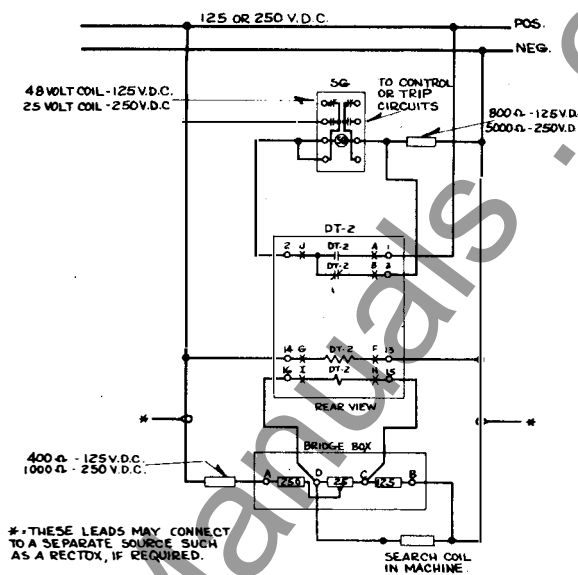 125 OR 250 V.D.C.
POS.
NEG.
SG
48 VOLT COIL - 125 V.D.C.
25 VOLT COIL - 250 V.D.C
TO CONTROL
OR TRIP
CIRCUITS
800 Ω - 125 V.D.
5000 Ω - 250 V.D
SG
DT-2
2 J DT-2 A 1
DT-2 B 3
14 G DT-2 F 13
16 I DT-2 H 15
REAR VIEW
*
*
BRIDGE BOX
400 Ω - 125 V.D.C.
1000 Ω - 250 V.D.C.
A D C B
250 25 125
*: THESE LEADS MAY CONNECT
TO A SEPARATE SOURCE SUCH
AS A RECTOX, IF REQUIRED.
SEARCH COIL
IN MACHINE
Manuals .